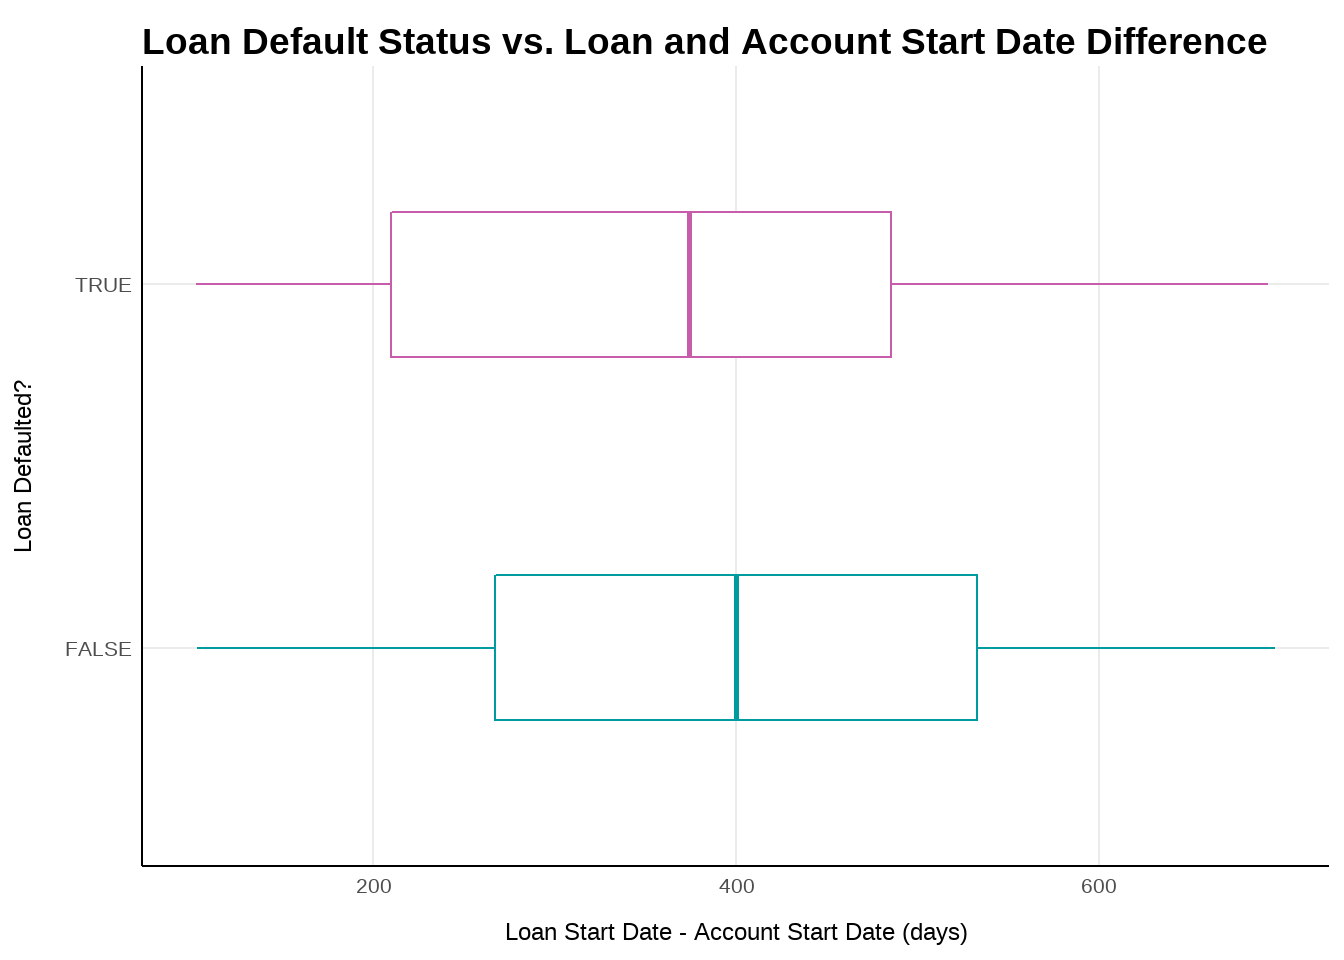 Loan Default Status vs. Loan and Account Start Date Difference
Loan Defaulted?
TRUE
FALSE
200 400 600
Loan Start Date - Account Start Date (days)